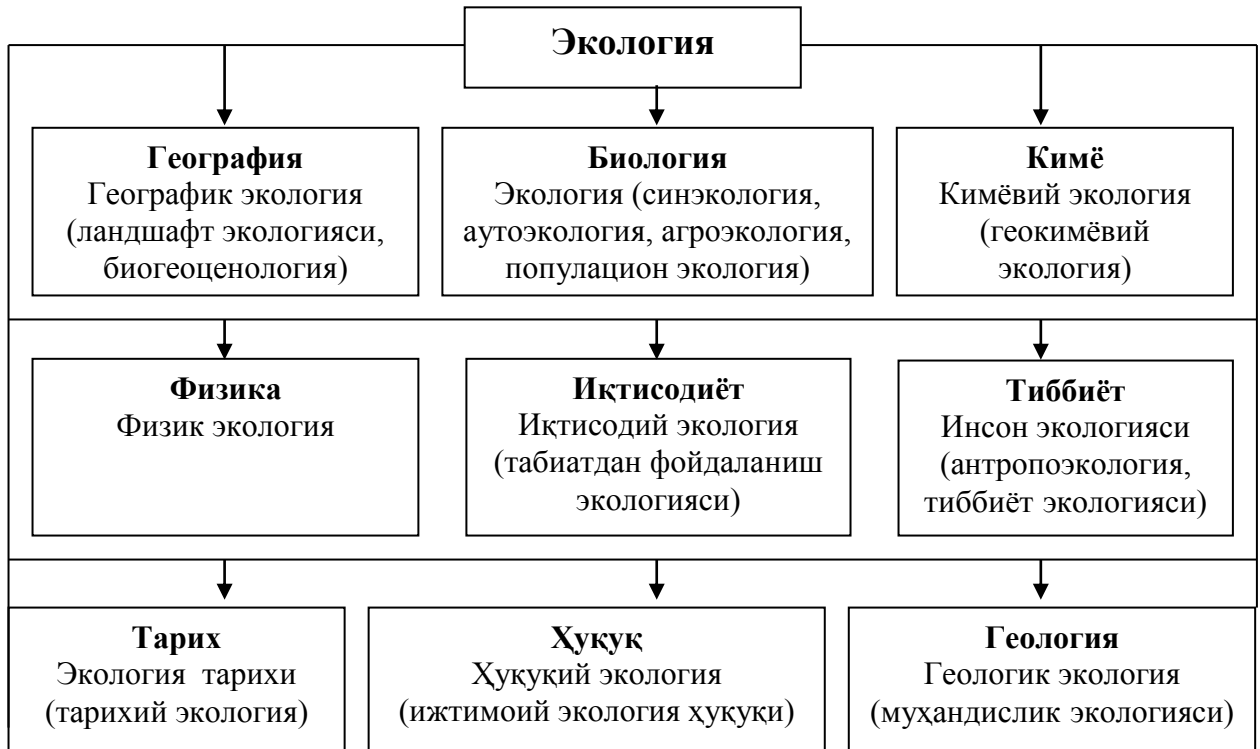 Экология
География
Географик экология
(ландшафт экологияси,
биогеоценология)
Биология
Экология (синэкология,
аутоэкология, агроэкология,
популацион экология)
Кимё
Кимёвий экология
(геокимёвий
экология)
Физика
Физик экология
Иқтисодиёт
Иқтисодий экология
(табиатдан фойдаланиш
экологияси)
Тиббиёт
Инсон экологияси
(антропоэкология,
тиббиёт экологияси)
Тарих
Экология тарихи
(тарихий экология)
Ҳуқуқ
Ҳуқуқий экология
(ижтимоий экология ҳуқуқи)
Геология
Геологик экология
(муҳандислик экологияси)